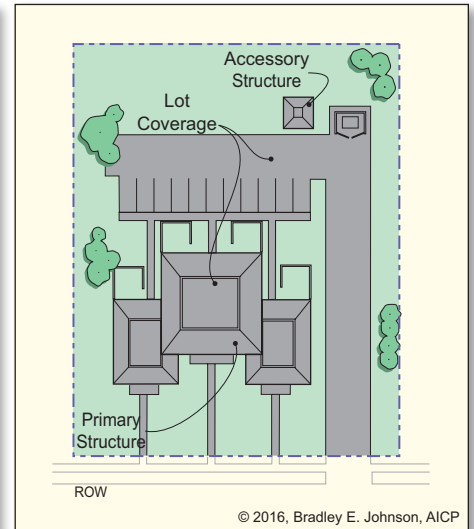 Accessory
Structure
Lot
Coverage
Primary
Structure
ROW
© 2016, Bradley E. Johnson, AICP